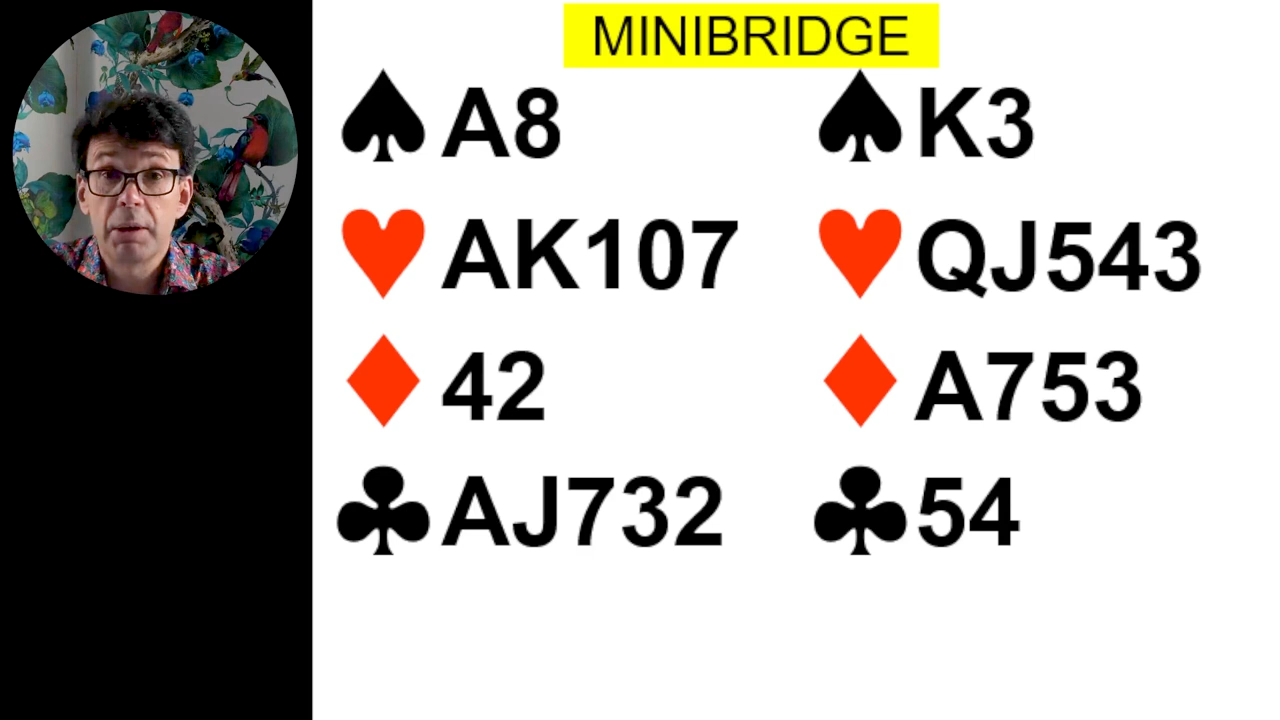 MINIBRIDGE
♠A8 ♠K3
♥AK107 ♥QJ543
♦42 ♦A753
♣AJ732 ♣54